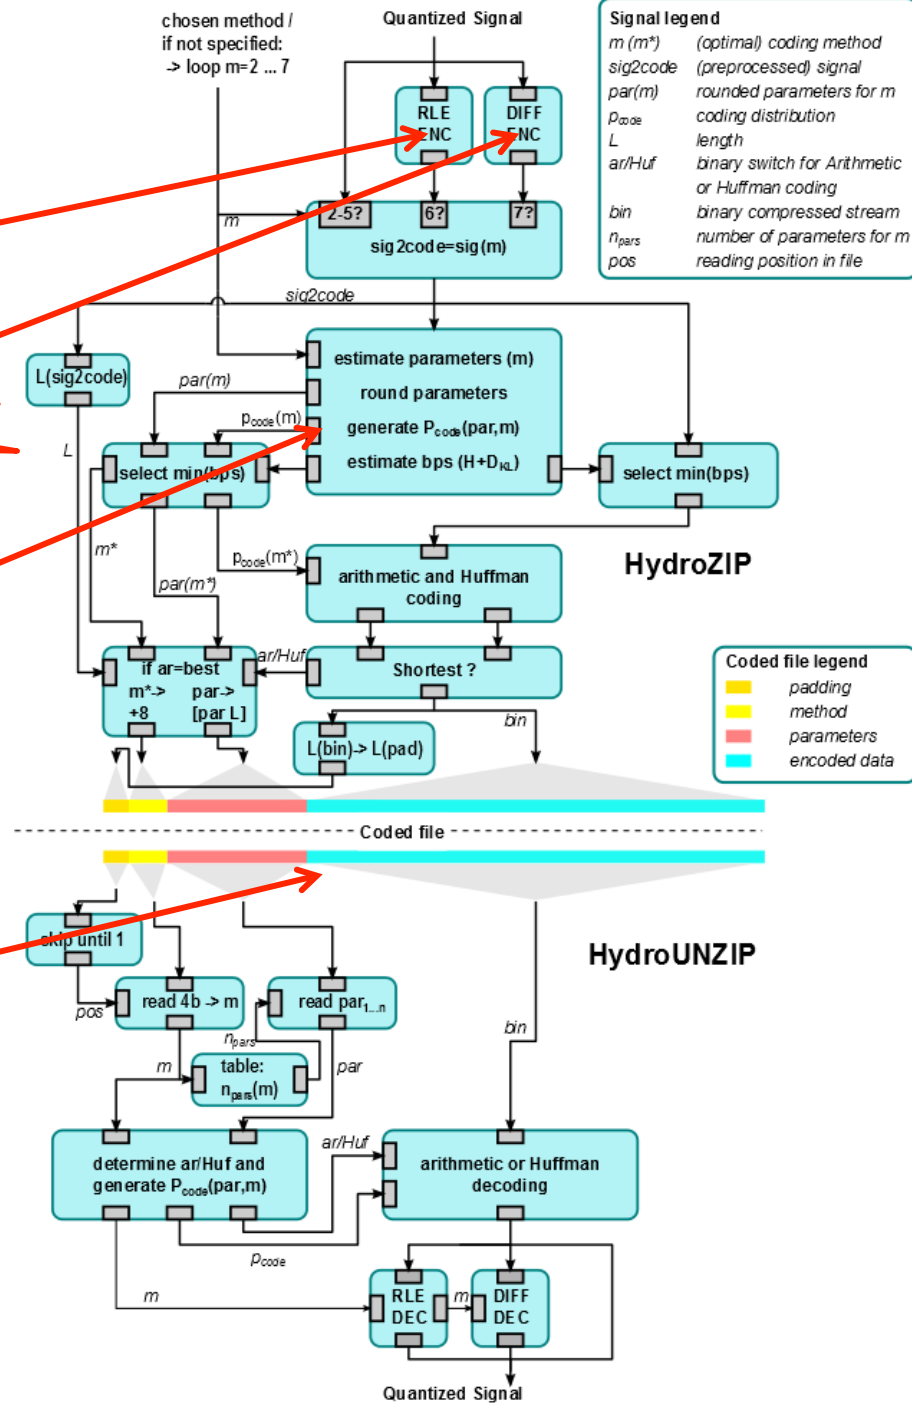 chosen method /
if not specified:
-> loop m=2 ... 7
Quantized Signal
Signal legend
m (m*) (optimal) coding method
sig2code (preprocessed) signal
par(m) rounded parameters for m
Pcode coding distribution
L length
ar/Huf binary switch for Arithmetic
or Huffman coding
bin binary compressed stream
npars number of parameters for m
pos reading position in file
RLE
ENC
DIFF
ENC
m
2-5?
6?
7?
sig2code=sig(m)
sig2code
L(sig2code)
par(m)
pcode(m)
estimate parameters (m)
round parameters
generate Pcode(par,m)
estimate bps (H+DKL)
L
select min(bps)
select min(bps)
m*
par(m*)
pcode(m*)
arithmetic and Huffman
coding
HydroZIP
if ar=best
m*-> par->
+8 [par L]
ar/Huf
Shortest ?
L(bin)-> L(pad)
bin
Coded file legend
padding
method
parameters
encoded data
Coded file
skip until 1
HydroUNZIP
pos
read 4b -> m
read par1...n
npars
m
table:
npars(m)
par
bin
determine ar/Huf and
generate Pcode(par,m)
ar/Huf
arithmetic or Huffman
decoding
pcode
m
RLE
DEC
m
DIFF
DEC
Quantized Signal